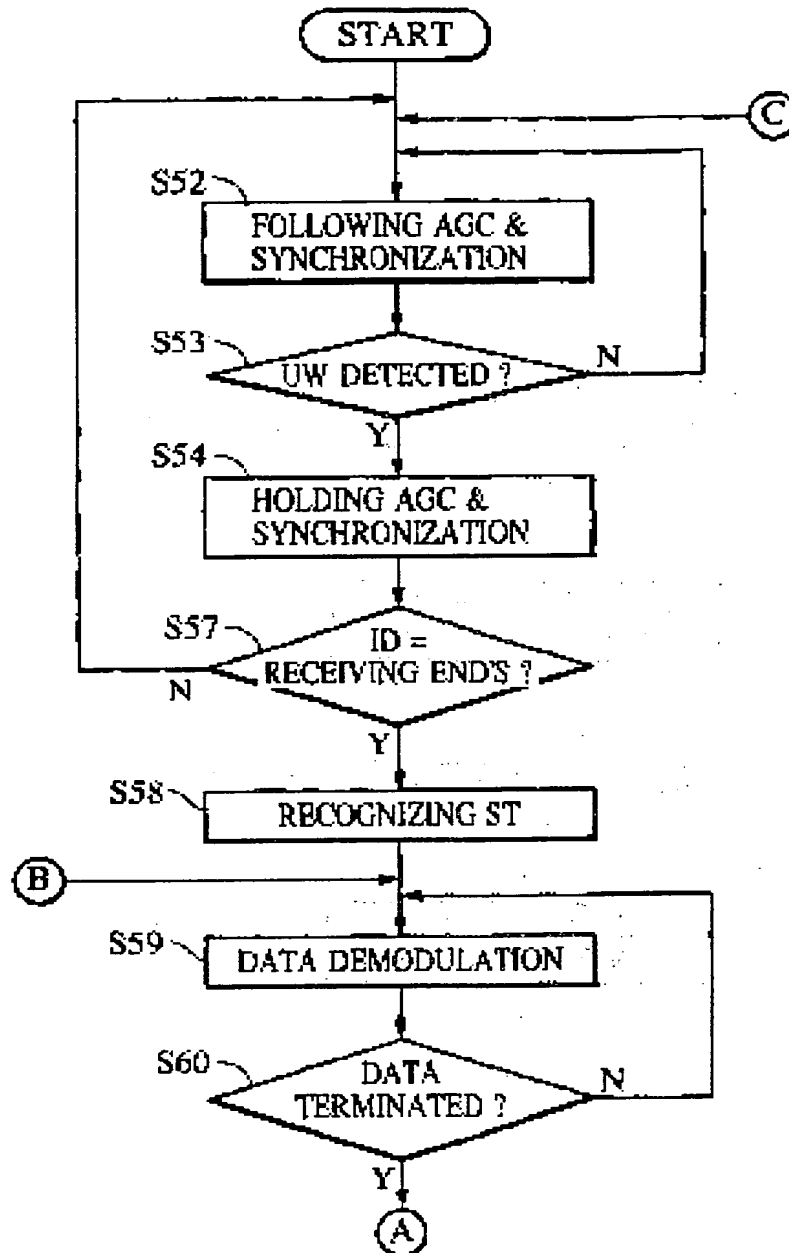 START
C
S52
FOLLOWING AGC &
SYNCHRONIZATION
S53
UW DETECTED ?
N
Y
S54
HOLDING AGC &
SYNCHRONIZATION
S57
ID =
RECEIVING END'S ?
N
Y
S58
RECOGNIZING ST
B
S59
DATA DEMODULATION
S60
DATA
TERMINATED ?
N
Y
A